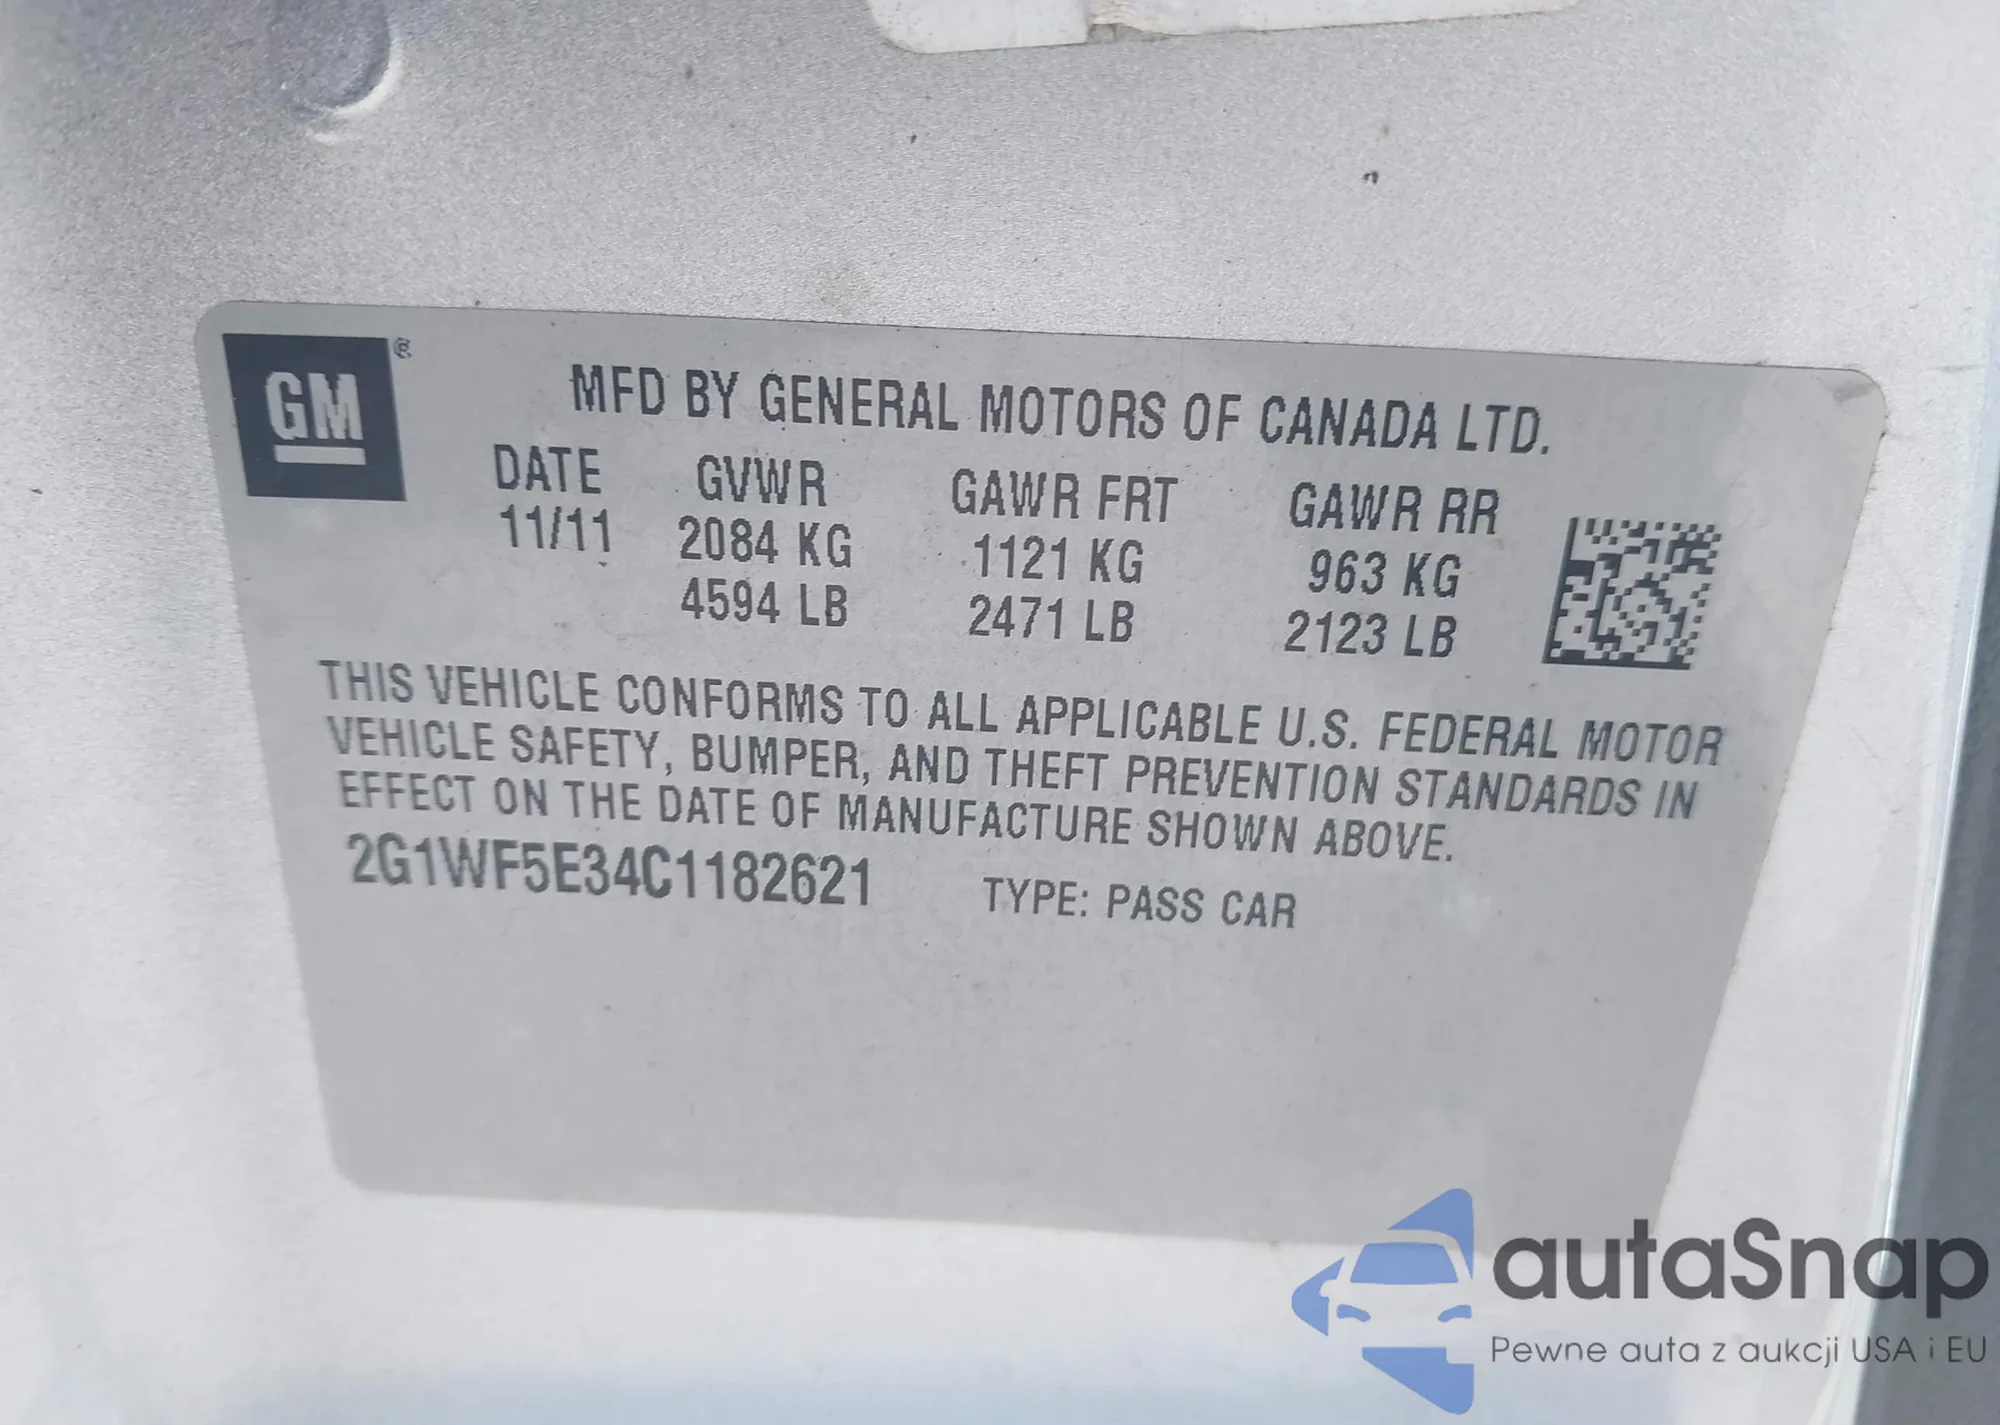 GM ®
MFD BY GENERAL MOTORS OF CANADA LTD.
DATE GVWR GAWR FRT GAWR RR
11/11 2084 KG 1121 KG 963 KG
4594 LB 2471 LB 2123 LB
THIS VEHICLE CONFORMS TO ALL APPLICABLE U.S. FEDERAL MOTOR
VEHICLE SAFETY, BUMPER, AND THEFT PREVENTION STANDARDS IN
EFFECT ON THE DATE OF MANUFACTURE SHOWN ABOVE.
2G1WF5E34C1182621 TYPE: PASS CAR
autaSnap
Pewne auta z aukcji USA i EU